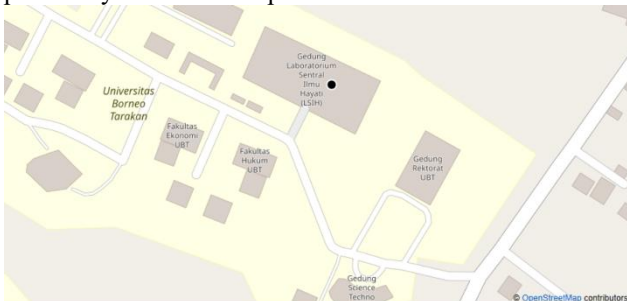 Gedung
Laboratorium
Sentral
Ilmu
Hayati
(LSIH)
Universitas
Borneo
Tarakan
Fakultas
Ekonomi
UBT
Fakultas
Hukum
UBT
Gedung
Rektorat
UBT
Gedung
Science
Techno
© OpenStreetMap contributors